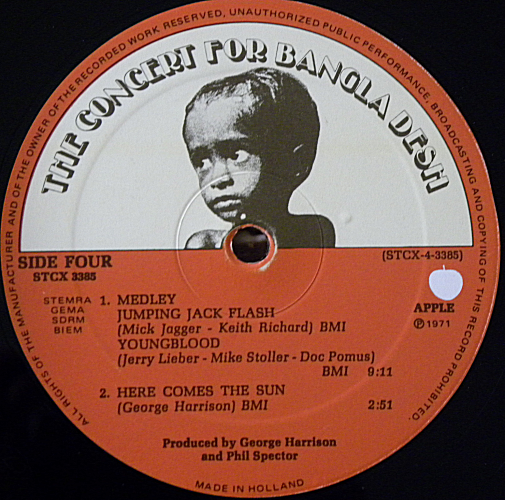 ALL RIGHTS OF THE MANUFACTURER AND OF THE OWNER OF THE RECORDED WORK RESERVED, UNAUTHORIZED PUBLIC PERFORMANCE, BROADCASTING AND COPYING OF THIS RECORD PROHIBITED.
THE CONCERT FOR BANGLA DESH
SIDE FOUR
STCX 3385
(STCX-4-3385)
STEMRA
GEMA
SDRM
BIEM
APPLE
Ⓟ 1971
1. MEDLEY
JUMPING JACK FLASH
(Mick Jagger - Keith Richard) BMI
YOUNGBLOOD
(Jerry Lieber - Mike Stoller - Doc Pomus)
BMI 9:11
2. HERE COMES THE SUN
(George Harrison) BMI 2:51
Produced by George Harrison
and Phil Spector
MADE IN HOLLAND